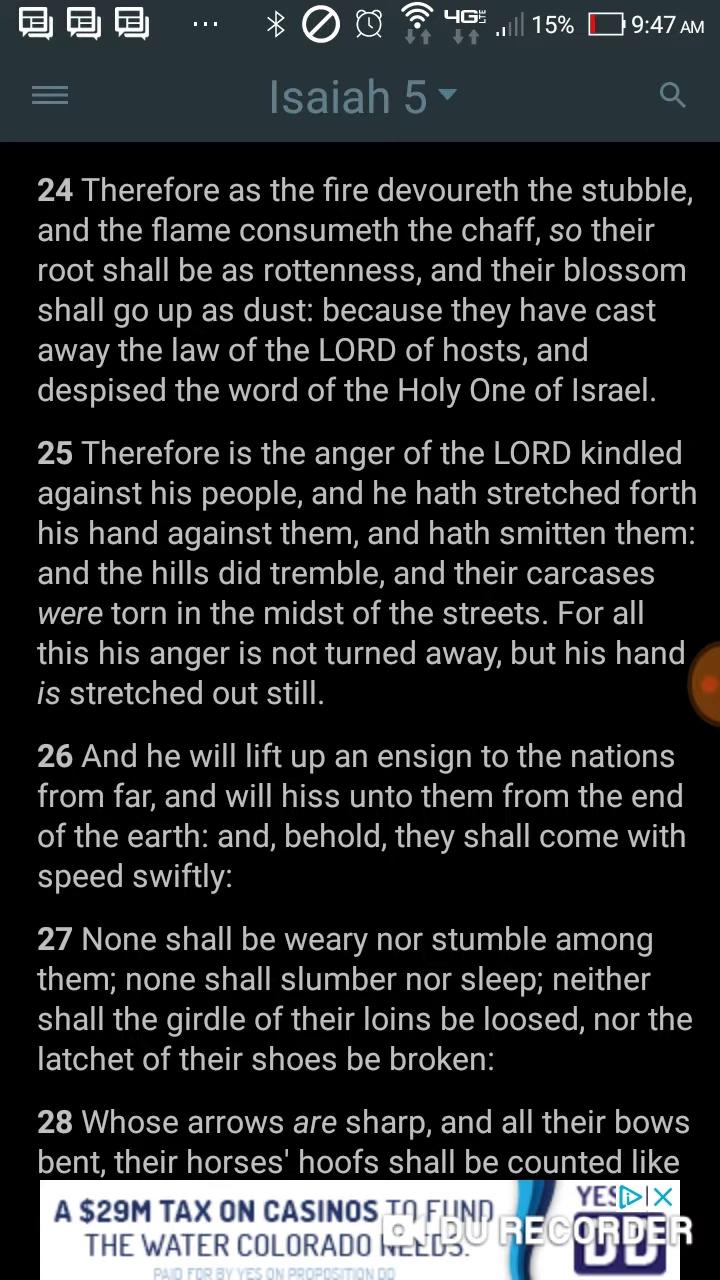 ... 4G LTE 15% 9:47 AM
Isaiah 5
24 Therefore as the fire devoureth the stubble,
and the flame consumeth the chaff, so their
root shall be as rottenness, and their blossom
shall go up as dust: because they have cast
away the law of the LORD of hosts, and
despised the word of the Holy One of Israel.
25 Therefore is the anger of the LORD kindled
against his people, and he hath stretched forth
his hand against them, and hath smitten them:
and the hills did tremble, and their carcases
were torn in the midst of the streets. For all
this his anger is not turned away, but his hand
is stretched out still.
26 And he will lift up an ensign to the nations
from far, and will hiss unto them from the end
of the earth: and, behold, they shall come with
speed swiftly:
27 None shall be weary nor stumble among
them; none shall slumber nor sleep; neither
shall the girdle of their loins be loosed, nor the
latchet of their shoes be broken:
28 Whose arrows are sharp, and all their bows
bent, their horses' hoofs shall be counted like
A $29M TAX ON CASINOS TO FUND
THE WATER COLORADO NEEDS.
PAID FOR BY YES ON PROPOSITION DD
YES
DD
DU RECORDER